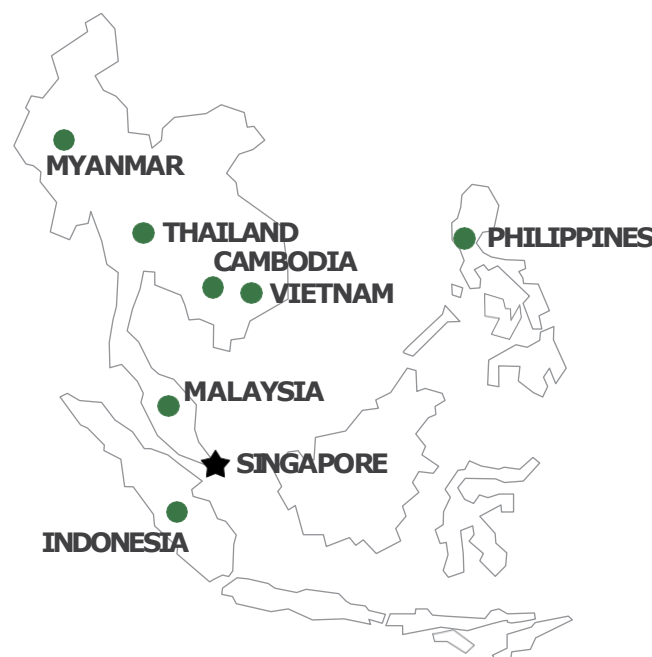 MYANMAR
THAILAND
PHILIPPINES
CAMBODIA
VIETNAM
MALAYSIA
SINGAPORE
INDONESIA